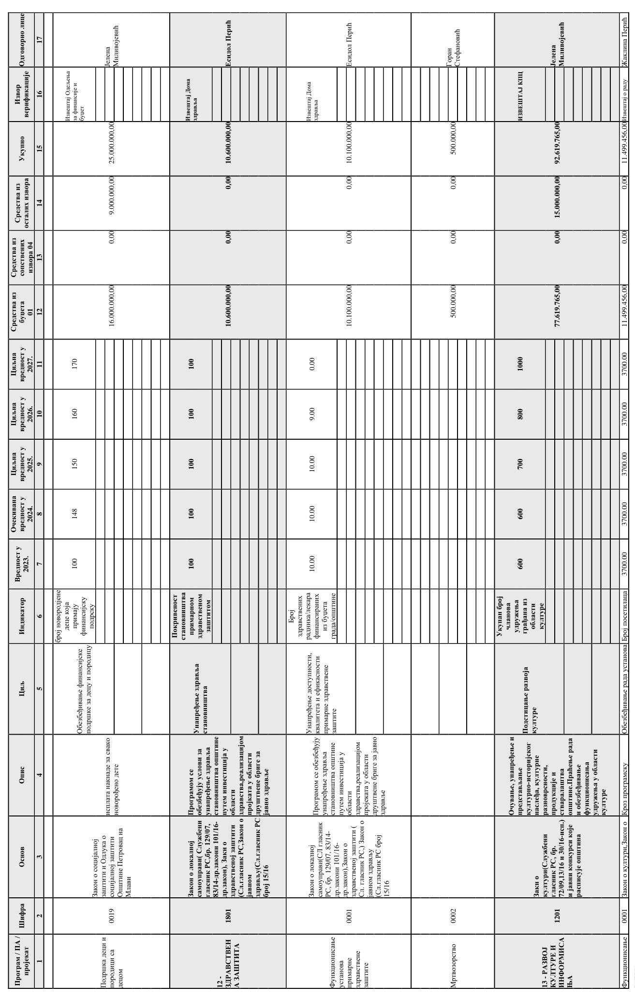 Програм / ПА /
пројекат
Шифра
Основ
Опис
Циљ
Индикатор
Вредност у
2023.
Очекивана
вредност у
2024.
Циљна
вредност у
2025.
Циљна
вредност у
2026.
Циљна
вредност у
2027.
Средства из
буџета
01
Средства из
сопствених
извора 04
Средства из
осталих извора
Укупно
Извор
верификације
Одговорно лице
1
2
3
4
5
6
7
8
9
10
11
12
13
14
15
16
17
Подршка деци и
породици са
децом
0019
Закон о социјалној
заштити и Одлука о
социјалној заштити
Општине Петровац на
Млави
исплата накнаде за свако
новорођено дете
Обезбеђивање финансијске
подршке за децу и породицу
број новородјене
деце која
примају
финансијску
подрску
100
148
150
160
170
16.000.000,00
0,00
9.000.000,00
25.000.000,00
Извештај Одељења
за финансије и
буџет
Јелена
Миливојевић
12 -
ЗДРАВСТВЕН
А ЗАШТИТА
1801
Закон о локалној
самоуправи( Службени
гласник РС,бр. 129/07,
83/14-др.закони 101/16-
др.закон), Закн о
здравственој заштити
(Сл.гласник РС,Закон о
јавном
здрављу(Сл.гласник РС
број 15/16
Програмом се
обезбеђују услови за
унапређење здравља
становништва општине
путем инвестиција у
области
здравства,реализацијом
пројката у области
друштвене бриге за
јавно здравље
Унапређење здравља
становништва
Покривеност
становништва
примарном
здравственом
заштитом
100
100
100
100
100
10.600.000,00
0,00
0,00
10.600.000,00
Извештај Дома
здравља
Есидол Перић
Функционисање
установа
примарне
здравствене
заштите
0001
Закон о локалној
самоуправи(СЛ гласник
РС, бр. 129/07, 83/14-
др.закони 101/16-
др.закон),Закон о
здравственој заштити (
Сл. гласник РС,) Закон о
јавном здрављу
(Сл.гласник РС број
15/16
Програмом се обезбеђују
унапређење здравља
становништва општине
путем инвестиција у
области
здравства,реализацијом
пројеката у области
друштвене бриге за јавно
здравље
Унапређење доступности,
квалитета и ефикасности
примарне здравствене
заштите
Број
здравствених
радника/лекара
финансираних
из буџета
града/општине
10.00
10.00
10.00
9.00
0.00
10.100.000,00
0,00
0,00
10.100.000,00
Извештај Дома
здравља
Есидол Перић
Мртвозорство
0002
500.000,00
0,00
0,00
500.000,00
Горан
Стефановић
13 - РАЗВОЈ
КУЛТУРЕ И
ИНФОРМИСА
ЊА
1201
Закн о
култури(Службени
гласник РС, бр.
72/09,13/16 и 30/16-исп.)
и јавни конкурси које
расписује општина
Очување, унапређење и
представљање
културно-историјског
наслеђа, културне
разноврсности,
продукције и
стваралаштва
општине.Праћење рада
и обезбеђивање
функционисања
удружења у области
културе
Подстицање развоја
културе
Укупан број
чланова
удружења
грађана из
области
културе
600
600
700
800
1000
77.619.765,00
0,00
15.000.000,00
92.619.765,00
ИЗВЕШТАЈ КПЦ
Јелена
Миливојевић
Функционисање
0001
Закон о култури,Закон о
Кроз програмску
Обезбеђивање рада установа
Број посетилаца
3700.00
3700.00
3700.00
3700.00
3700.00
11.499.456,00
0,00
0,00
11.499.456,00
Извештај о раду
Жаклина Перић